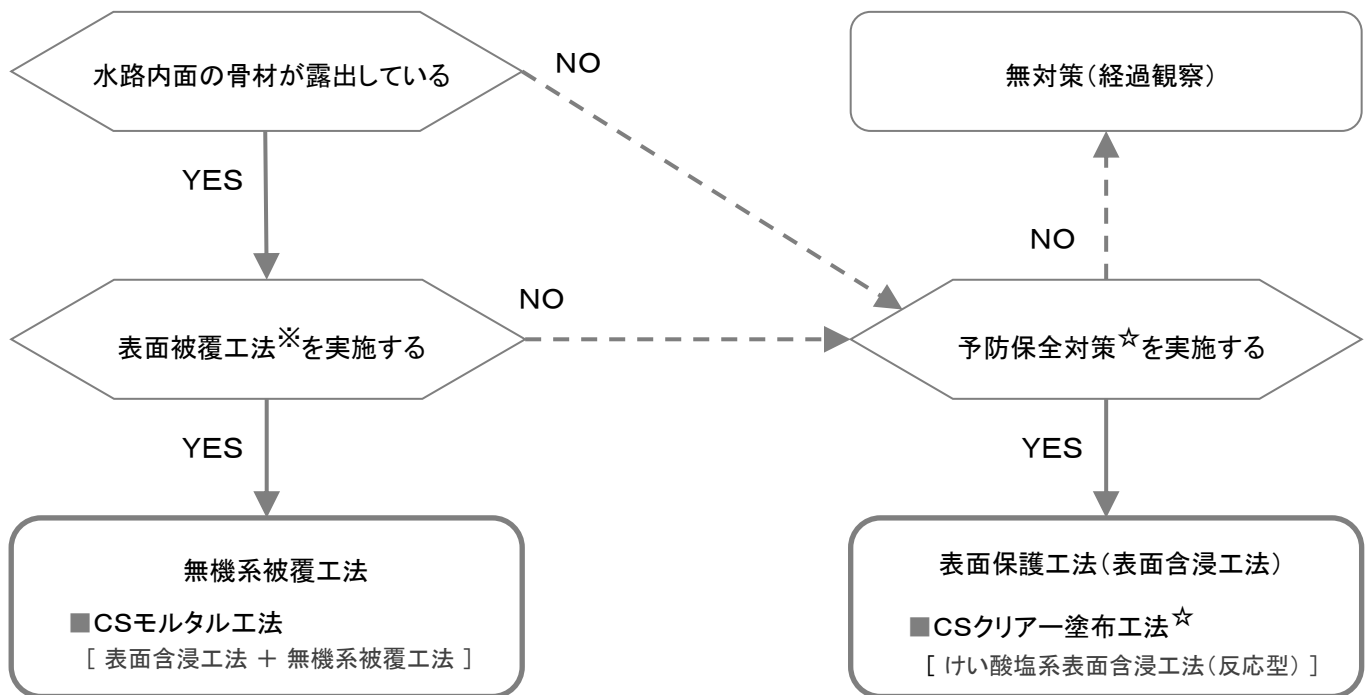 水路内面の骨材が露出している
NO
無対策(経過観察)
YES
NO
表面被覆工法※を実施する
NO
予防保全対策☆を実施する
YES
YES
無機系被覆工法
■CSモルタル工法
[ 表面含浸工法 + 無機系被覆工法 ]
表面保護工法(表面含浸工法)
■CSクリアー塗布工法☆
[ けい酸塩系表面含浸工法(反応型) ]